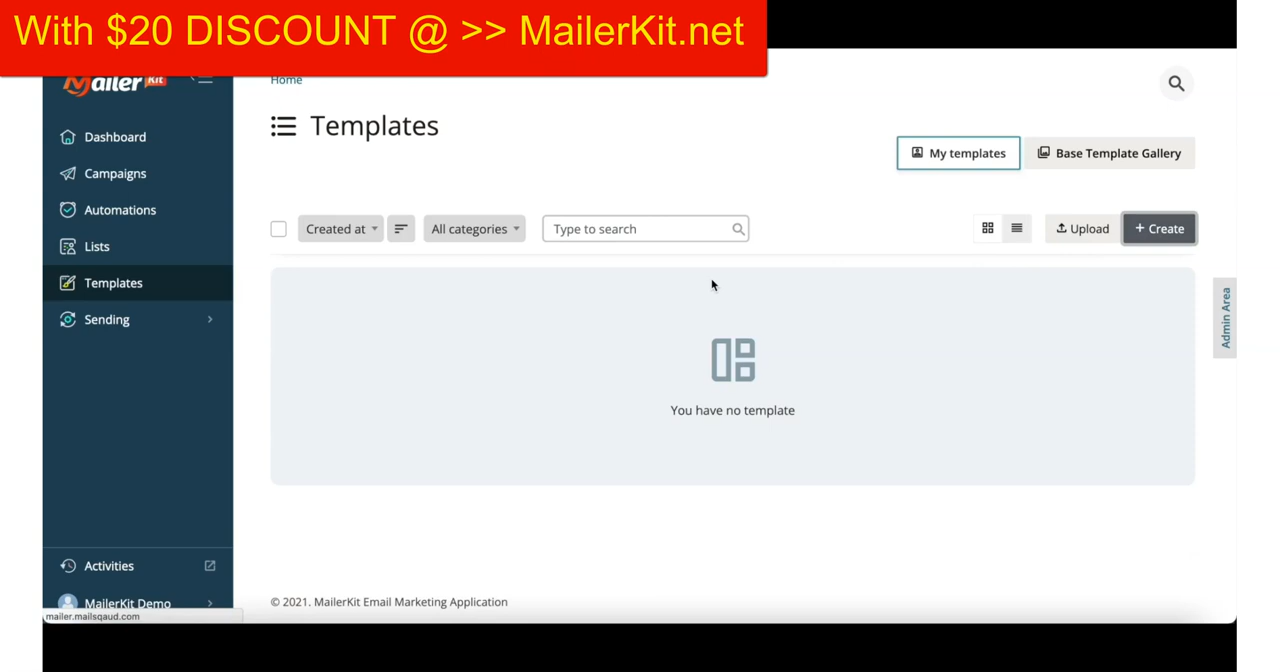 With $20 DISCOUNT @ >> MailerKit.net
Mailer Kit
Home
Templates
My templates
Base Template Gallery
Dashboard
Campaigns
Automations
Lists
Templates
Sending
Created at
All categories
Type to search
Upload
+ Create
Admin Area
You have no template
Activities
MailerKit Demo
mailer.mailsqaud.com
© 2021. MailerKit Email Marketing Application